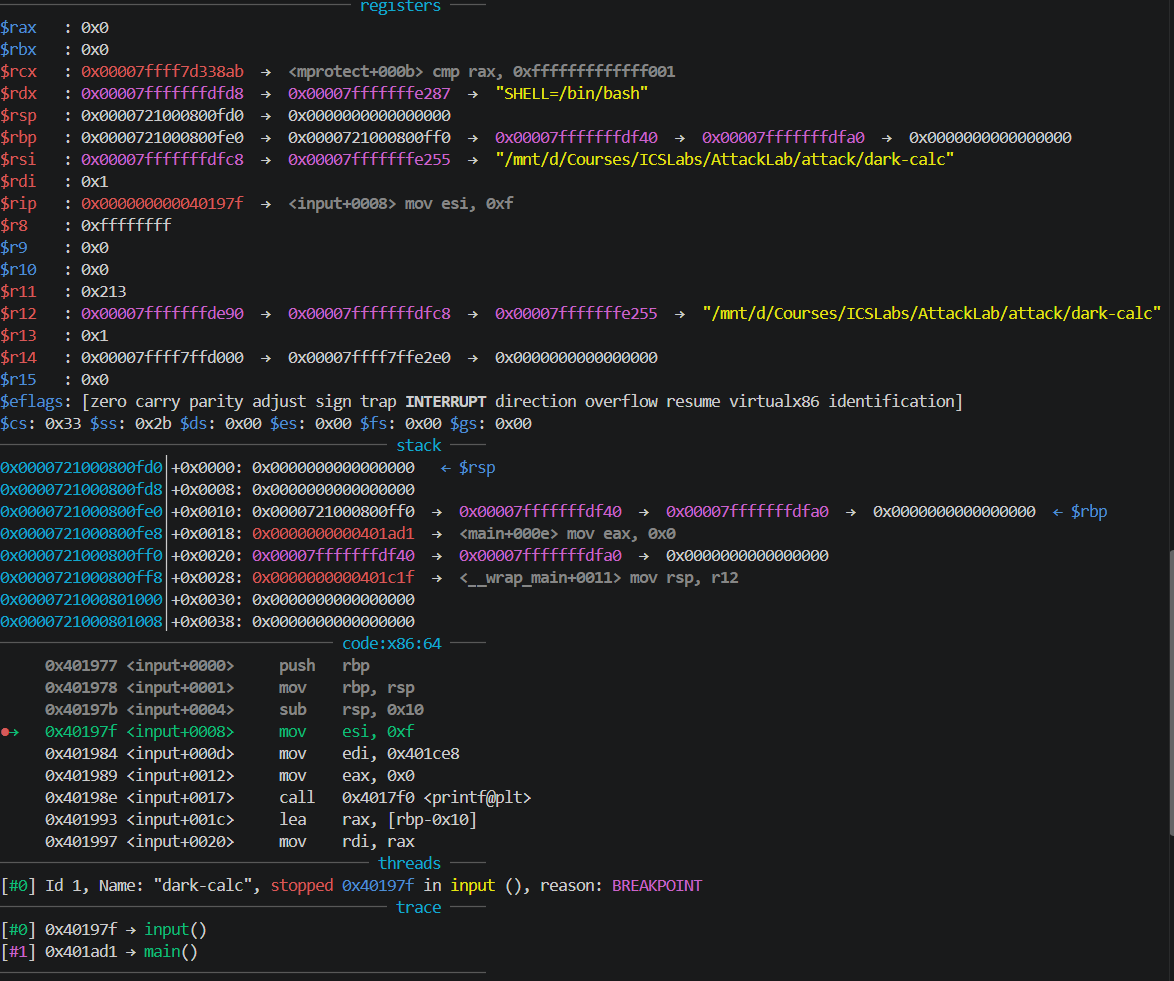 registers
$rax : 0x0
$rbx : 0x0
$rcx : 0x00007ffff7d338ab → <mprotect+000b> cmp rax, 0xfffffffffffff001
$rdx : 0x00007fffffffdfd8 → 0x00007fffffffe287 → "SHELL=/bin/bash"
$rsp : 0x0000721000800fd0 → 0x0000000000000000
$rbp : 0x0000721000800fe0 → 0x0000721000800ff0 → 0x00007fffffffdf40 → 0x00007fffffffdfa0 → 0x0000000000000000
$rsi : 0x00007fffffffdfc8 → 0x00007fffffffe255 → "/mnt/d/Courses/ICSLabs/AttackLab/attack/dark-calc"
$rdi : 0x1
$rip : 0x000000000040197f → <input+0008> mov esi, 0xf
$r8 : 0xffffffff
$r9 : 0x0
$r10 : 0x0
$r11 : 0x213
$r12 : 0x00007fffffffde90 → 0x00007fffffffdfc8 → 0x00007fffffffe255 → "/mnt/d/Courses/ICSLabs/AttackLab/attack/dark-calc"
$r13 : 0x1
$r14 : 0x00007ffff7ffd000 → 0x00007ffff7ffe2e0 → 0x0000000000000000
$r15 : 0x0
$eflags: [zero carry parity adjust sign trap INTERRUPT direction overflow resume virtualx86 identification]
$cs: 0x33 $ss: 0x2b $ds: 0x00 $es: 0x00 $fs: 0x00 $gs: 0x00
stack
0x0000721000800fd0│+0x0000: 0x0000000000000000 ← $rsp
0x0000721000800fd8│+0x0008: 0x0000000000000000
0x0000721000800fe0│+0x0010: 0x0000721000800ff0 → 0x00007fffffffdf40 → 0x00007fffffffdfa0 → 0x0000000000000000 ← $rbp
0x0000721000800fe8│+0x0018: 0x0000000000401ad1 → <main+000e> mov eax, 0x0
0x0000721000800ff0│+0x0020: 0x00007fffffffdf40 → 0x00007fffffffdfa0 → 0x0000000000000000
0x0000721000800ff8│+0x0028: 0x0000000000401c1f → <__wrap_main+0011> mov rsp, r12
0x0000721000801000│+0x0030: 0x0000000000000000
0x0000721000801008│+0x0038: 0x0000000000000000
code:x86:64
0x401977 <input+0000> push rbp
0x401978 <input+0001> mov rbp, rsp
0x40197b <input+0004> sub rsp, 0x10
●→ 0x40197f <input+0008> mov esi, 0xf
0x401984 <input+000d> mov edi, 0x401ce8
0x401989 <input+0012> mov eax, 0x0
0x40198e <input+0017> call 0x4017f0 <printf@plt>
0x401993 <input+001c> lea rax, [rbp-0x10]
0x401997 <input+0020> mov rdi, rax
threads
[#0] Id 1, Name: "dark-calc", stopped 0x40197f in input (), reason: BREAKPOINT
trace
[#0] 0x40197f → input()
[#1] 0x401ad1 → main()